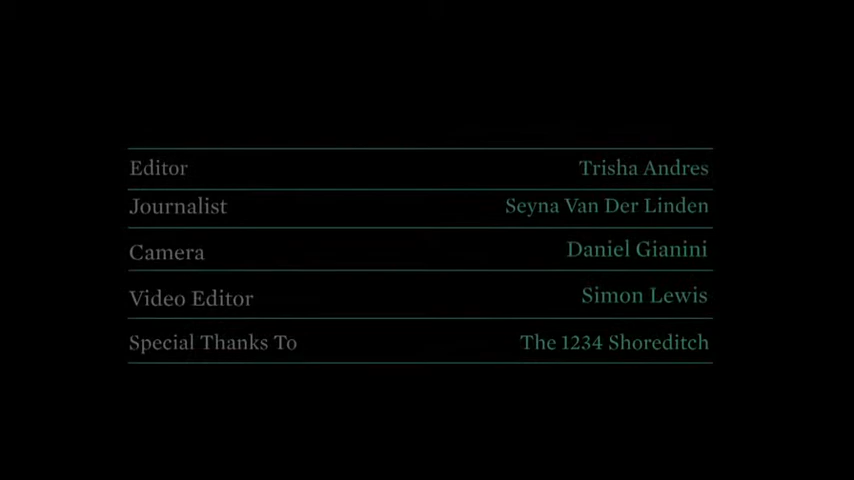 Editor Trisha Andres
Journalist Seyna Van Der Linden
Camera Daniel Gianini
Video Editor Simon Lewis
Special Thanks To The 1234 Shoreditch